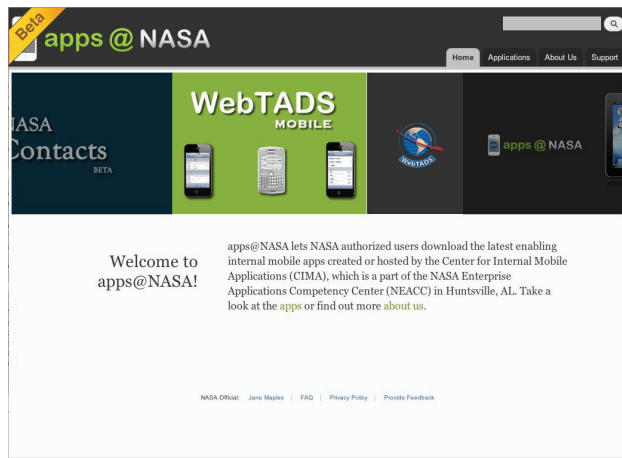 Beta
apps @ NASA
Home Applications About Us Support
NASA
Contacts
BETA
WebTADS
MOBILE
WebTADS
apps @ NASA
Welcome to
apps@NASA!
apps@NASA lets NASA authorized users download the latest enabling
internal mobile apps created or hosted by the Center for Internal Mobile
Applications (CIMA), which is a part of the NASA Enterprise
Applications Competency Center (NEACC) in Huntsville, AL. Take a
look at the apps or find out more about us.
NASA Official: Jane Maples | FAQ | Privacy Policy | Provide Feedback